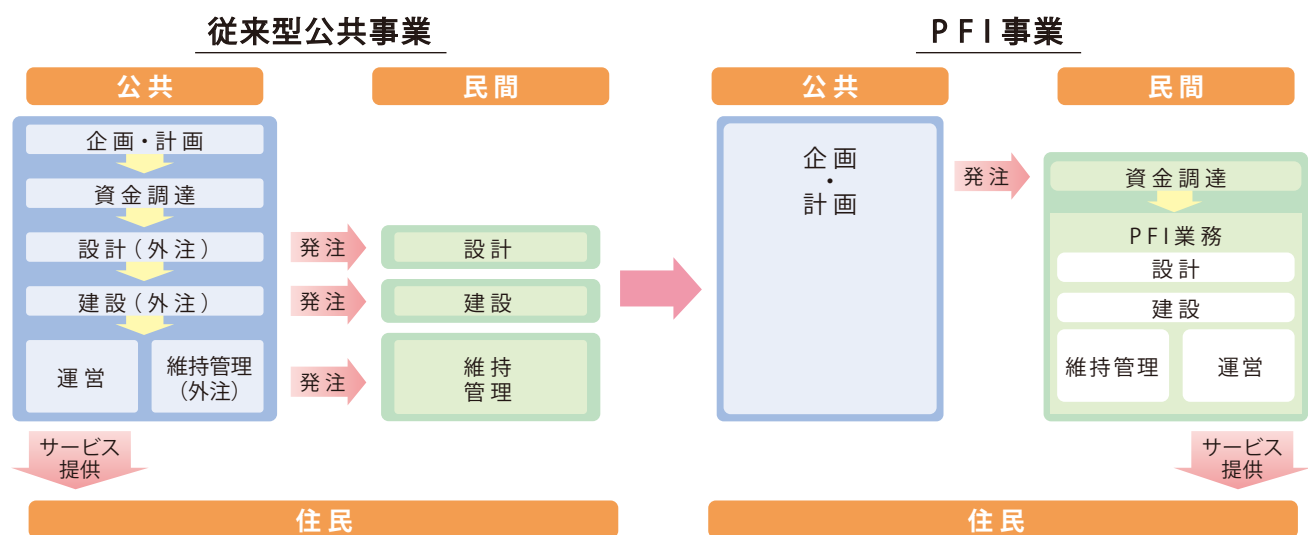 従来型公共事業
公共
民間
企画・計画
資金調達
設計（外注）
建設（外注）
運営
維持管理
（外注）
発注
発注
発注
設計
建設
維持
管理
サービス
提供
住民
PFI事業
公共
民間
企画
・
計画
発注
資金調達
PFI業務
設計
建設
維持管理
運営
サービス
提供
住民